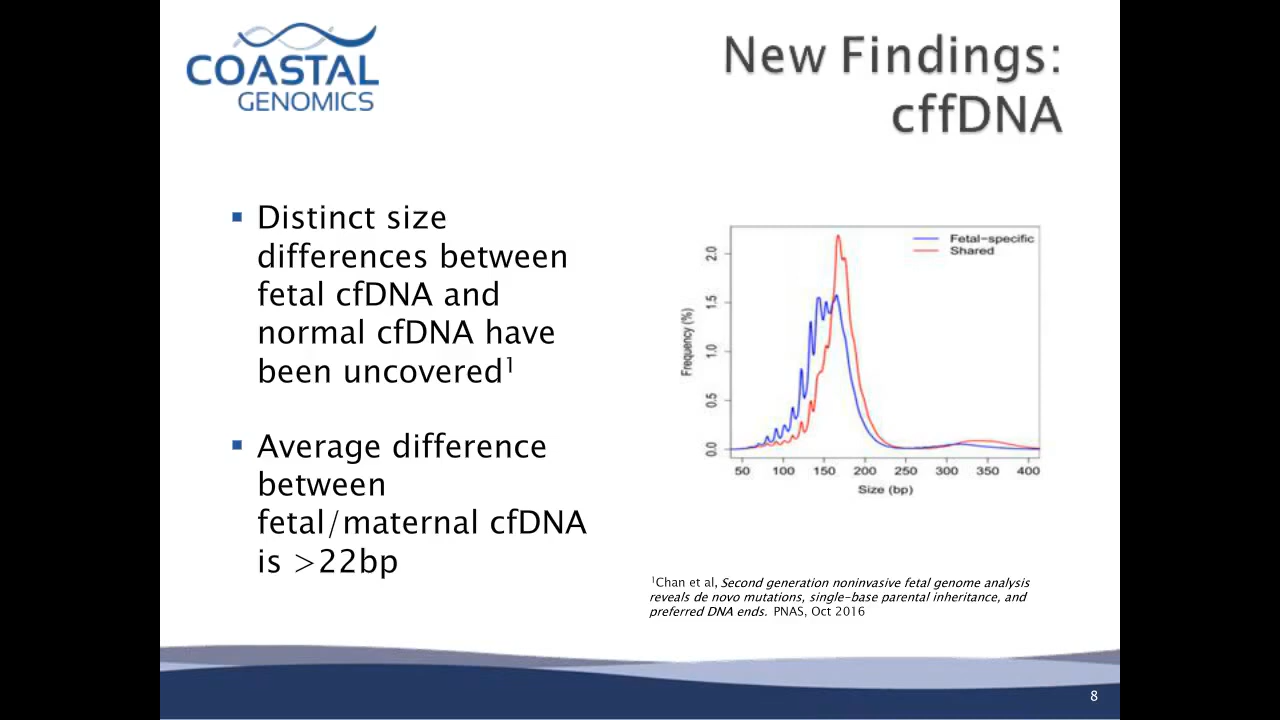 COASTAL
GENOMICS
New Findings:
cffDNA
▪ Distinct size
differences between
fetal cfDNA and
normal cfDNA have
been uncovered¹
▪ Average difference
between
fetal/maternal cfDNA
is >22bp
Fetal-specific
Shared
Frequency (%)
2.0
1.5
1.0
0.5
0.0
50 100 150 200 250 300 350 400
Size (bp)
¹Chan et al, Second generation noninvasive fetal genome analysis
reveals de novo mutations, single-base parental inheritance, and
preferred DNA ends. PNAS, Oct 2016
8